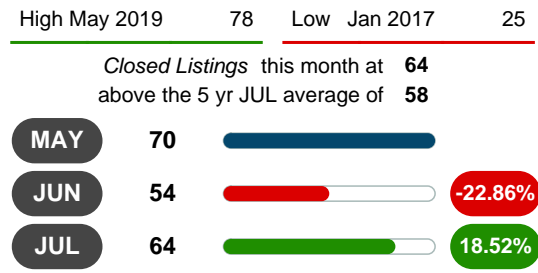 High May 2019 78 Low Jan 2017 25
Closed Listings this month at 64
above the 5 yr JUL average of 58
MAY 70
JUN 54 -22.86%
JUL 64 18.52%